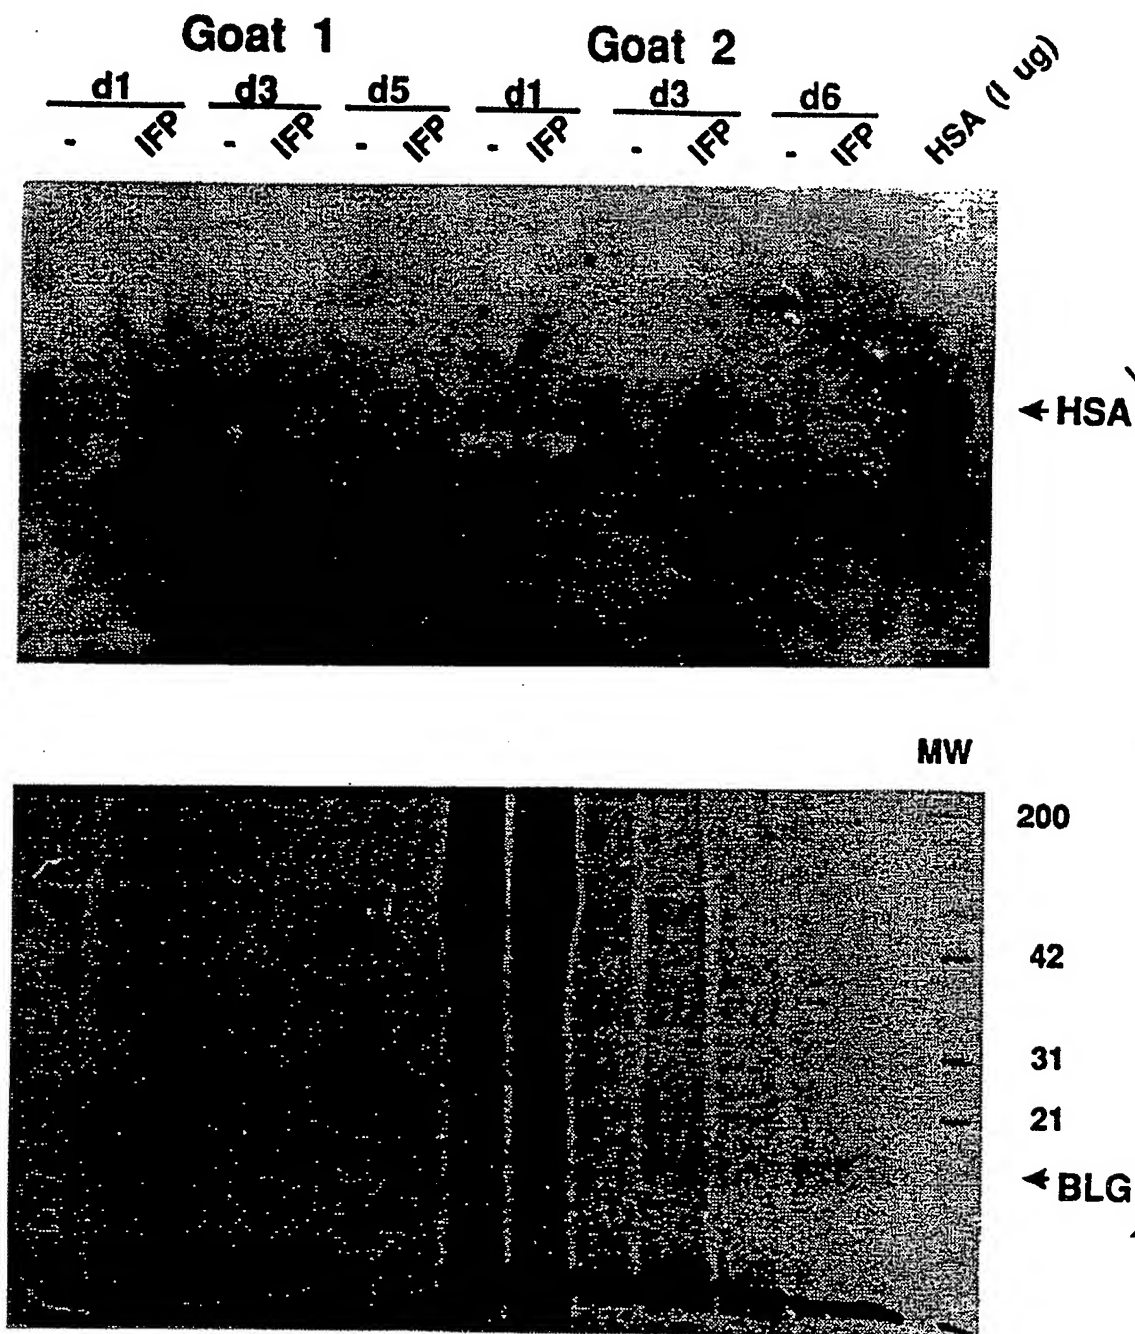 Goat 1 Goat 2
d1 d3 d5 d1 d3 d6
- IFP - IFP - IFP - IFP - IFP - IFP HSA (1 ug)
HSA
MW
200
42
31
21
BLG